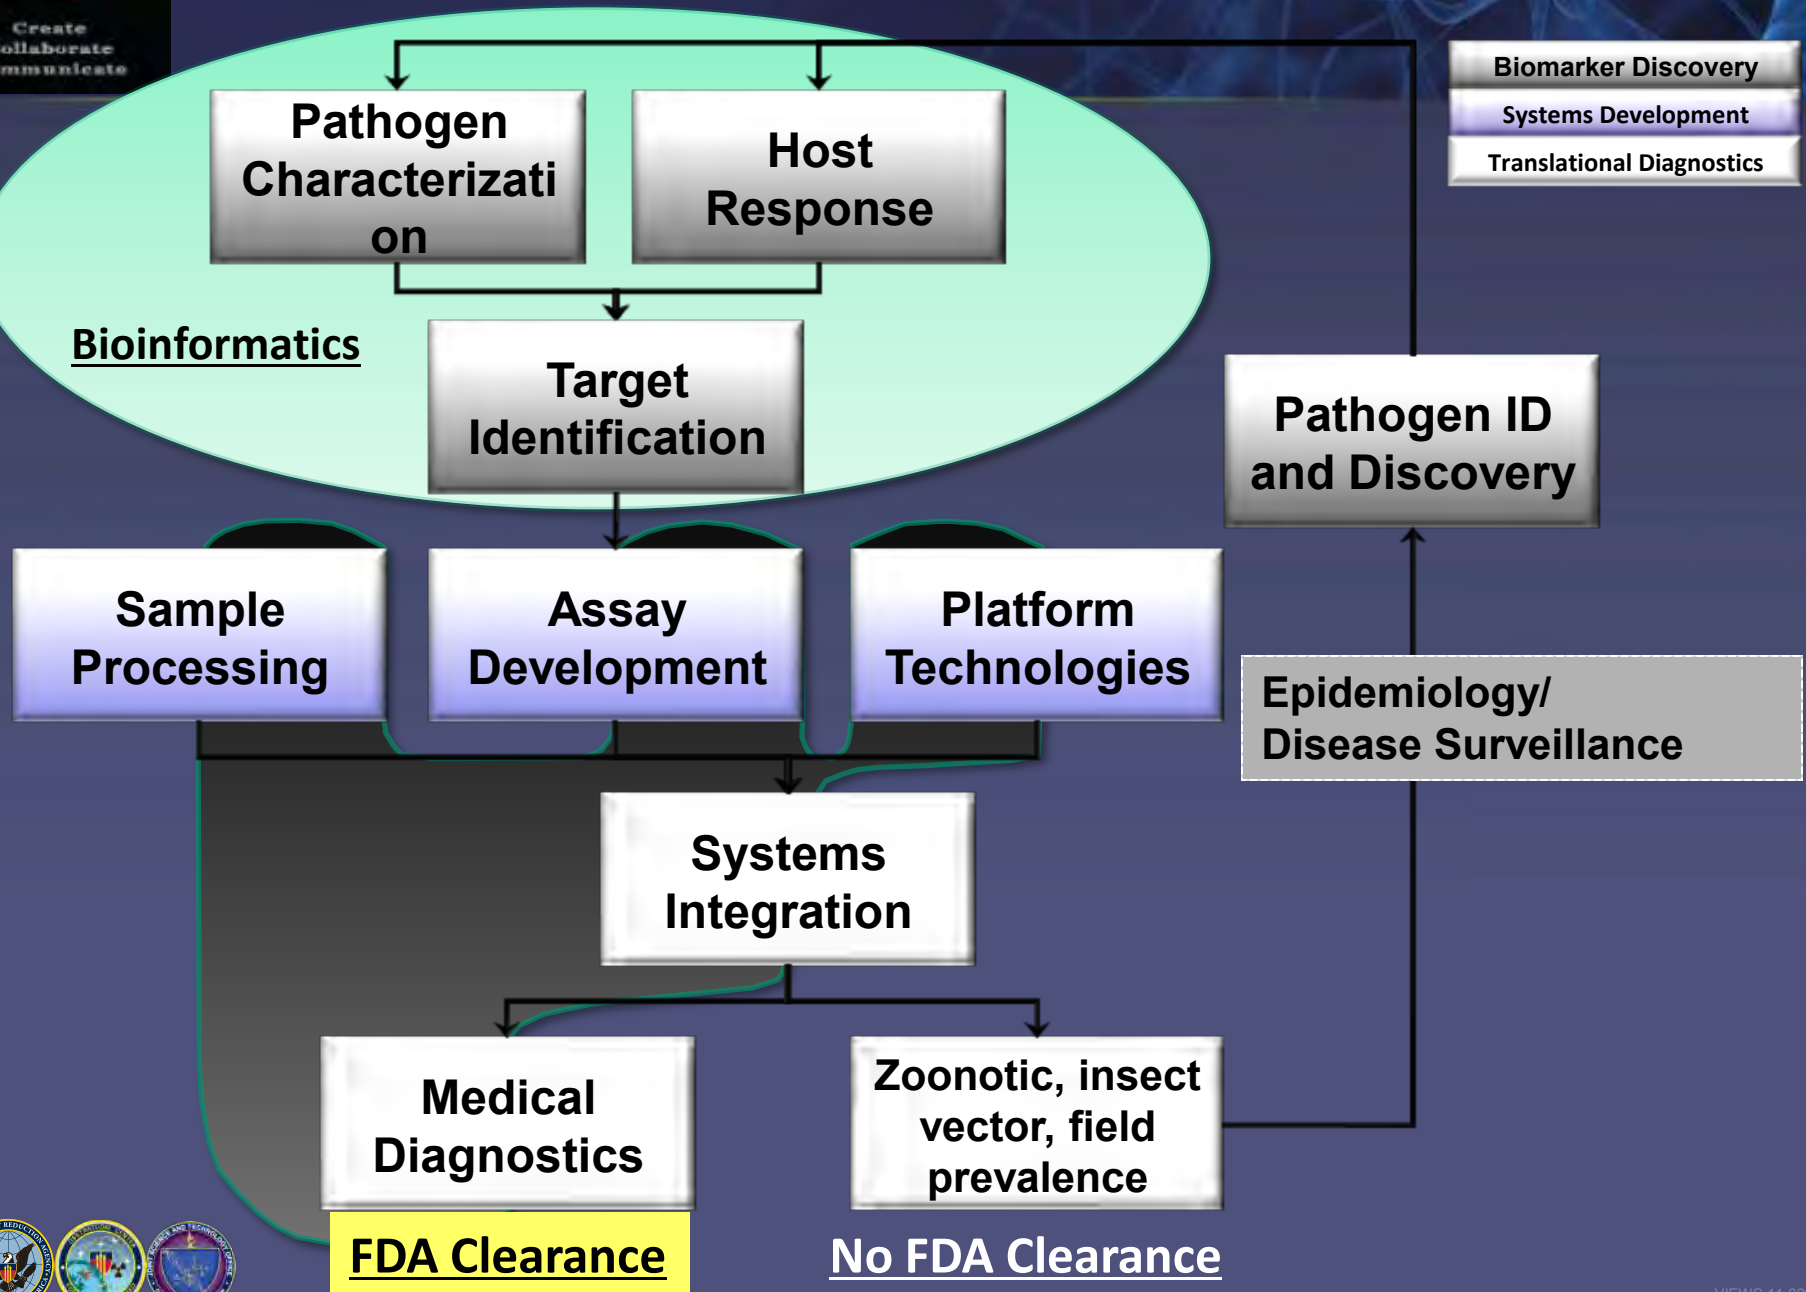 Create
ollaborate
mmunicate
Biomarker Discovery
Systems Development
Translational Diagnostics
Pathogen
Characterizati
on
Host
Response
Bioinformatics
Target
Identification
Pathogen ID
and Discovery
Sample
Processing
Assay
Development
Platform
Technologies
Epidemiology/
Disease Surveillance
Systems
Integration
Medical
Diagnostics
Zoonotic, insect
vector, field
prevalence
FDA Clearance
No FDA Clearance